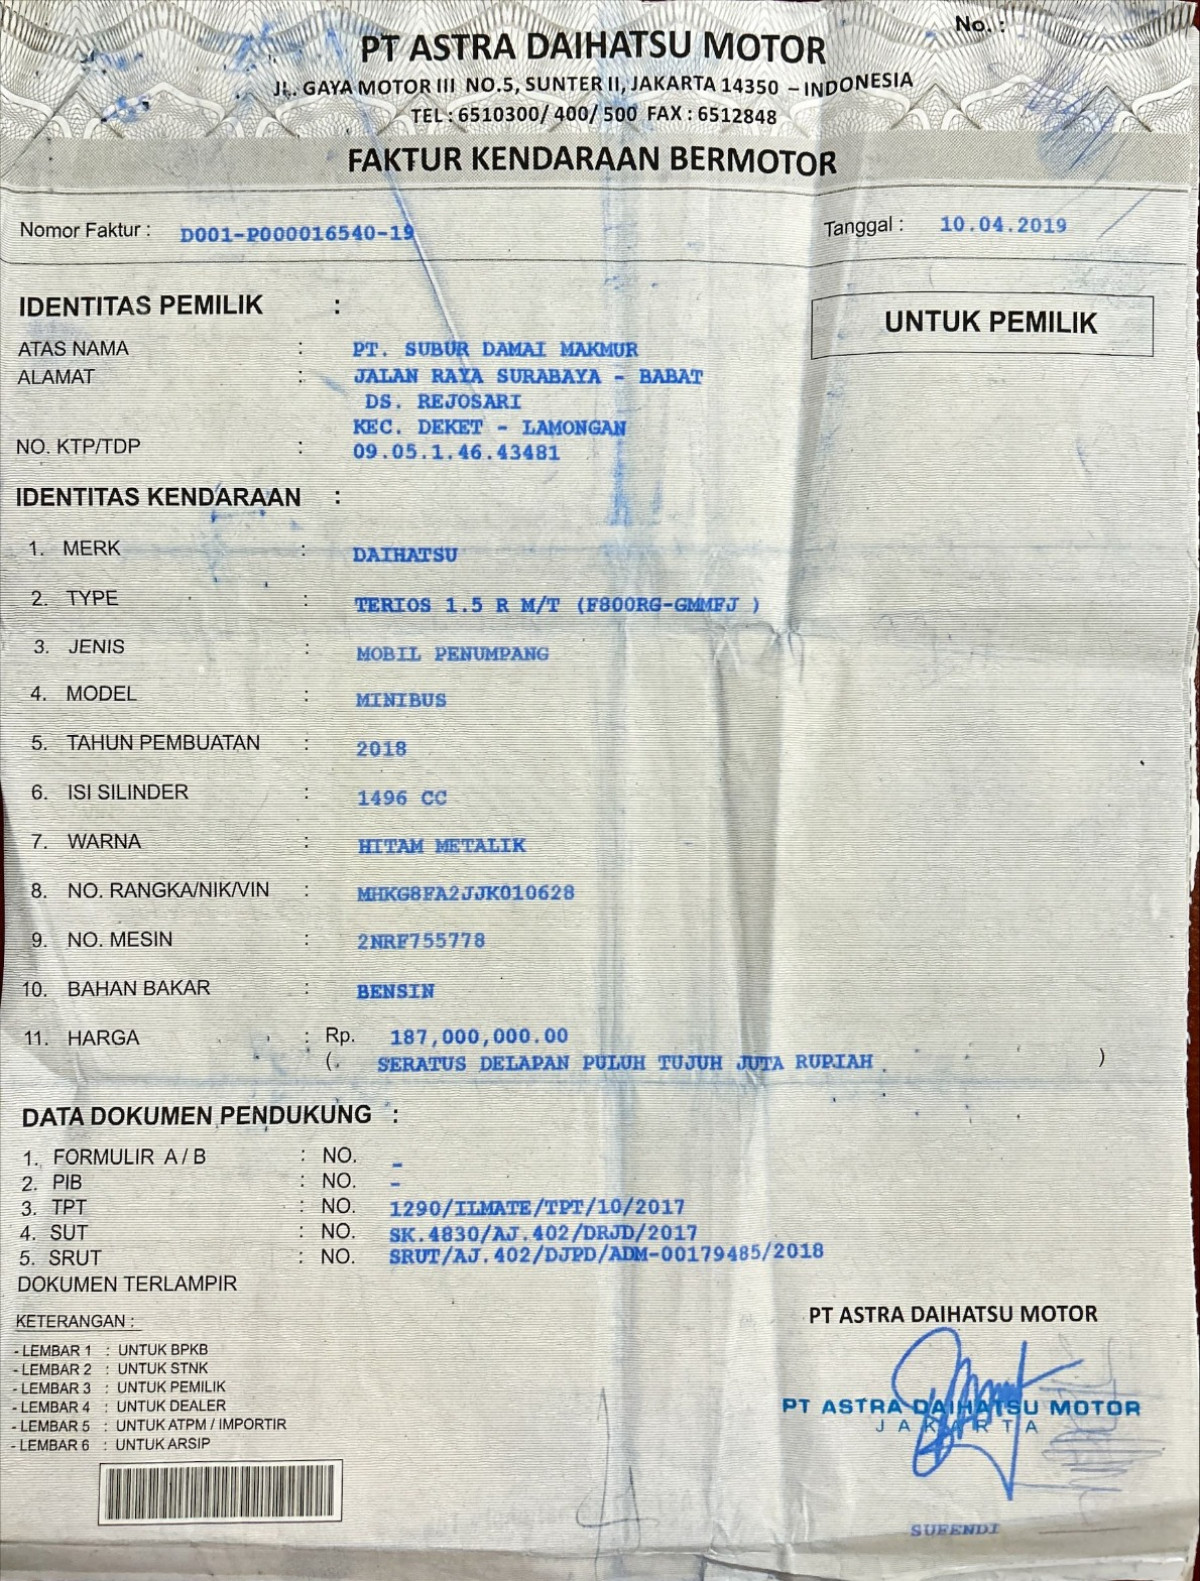 No. :
PT ASTRA DAIHATSU MOTOR
JL. GAYA MOTOR III NO.5, SUNTER II, JAKARTA 14350 – INDONESIA
TEL : 6510300/ 400/ 500 FAX : 6512848
FAKTUR KENDARAAN BERMOTOR
Nomor Faktur : D001-P000016540-19 Tanggal : 10.04.2019
IDENTITAS PEMILIK :
UNTUK PEMILIK
ATAS NAMA : PT. SUBUR DAMAI MAKMUR
ALAMAT : JALAN RAYA SURABAYA - BABAT
DS. REJOSARI
KEC. DEKET - LAMONGAN
NO. KTP/TDP : 09.05.1.46.43481
IDENTITAS KENDARAAN :
1. MERK : DAIHATSU
2. TYPE : TERIOS 1.5 R M/T (F800RG-GMMFJ )
3. JENIS : MOBIL PENUMPANG
4. MODEL : MINIBUS
5. TAHUN PEMBUATAN : 2018
6. ISI SILINDER : 1496 CC
7. WARNA : HITAM METALIK
8. NO. RANGKA/NIK/VIN : MHKG8FA2JJK010628
9. NO. MESIN : 2NRF755778
10. BAHAN BAKAR : BENSIN
11. HARGA : Rp. 187,000,000.00
( SERATUS DELAPAN PULUH TUJUH JUTA RUPIAH . )
DATA DOKUMEN PENDUKUNG :
1. FORMULIR A / B : NO. -
2. PIB : NO. -
3. TPT : NO. 1290/ILMATE/TPT/10/2017
4. SUT : NO. SK.4830/AJ.402/DRJD/2017
5. SRUT : NO. SRUT/AJ.402/DJPD/ADM-00179485/2018
DOKUMEN TERLAMPIR
KETERANGAN :
- LEMBAR 1 : UNTUK BPKB
- LEMBAR 2 : UNTUK STNK
- LEMBAR 3 : UNTUK PEMILIK
- LEMBAR 4 : UNTUK DEALER
- LEMBAR 5 : UNTUK ATPM / IMPORTIR
- LEMBAR 6 : UNTUK ARSIP
PT ASTRA DAIHATSU MOTOR
PT ASTRA DAIHATSU MOTOR
JAKARTA
SUFENDI